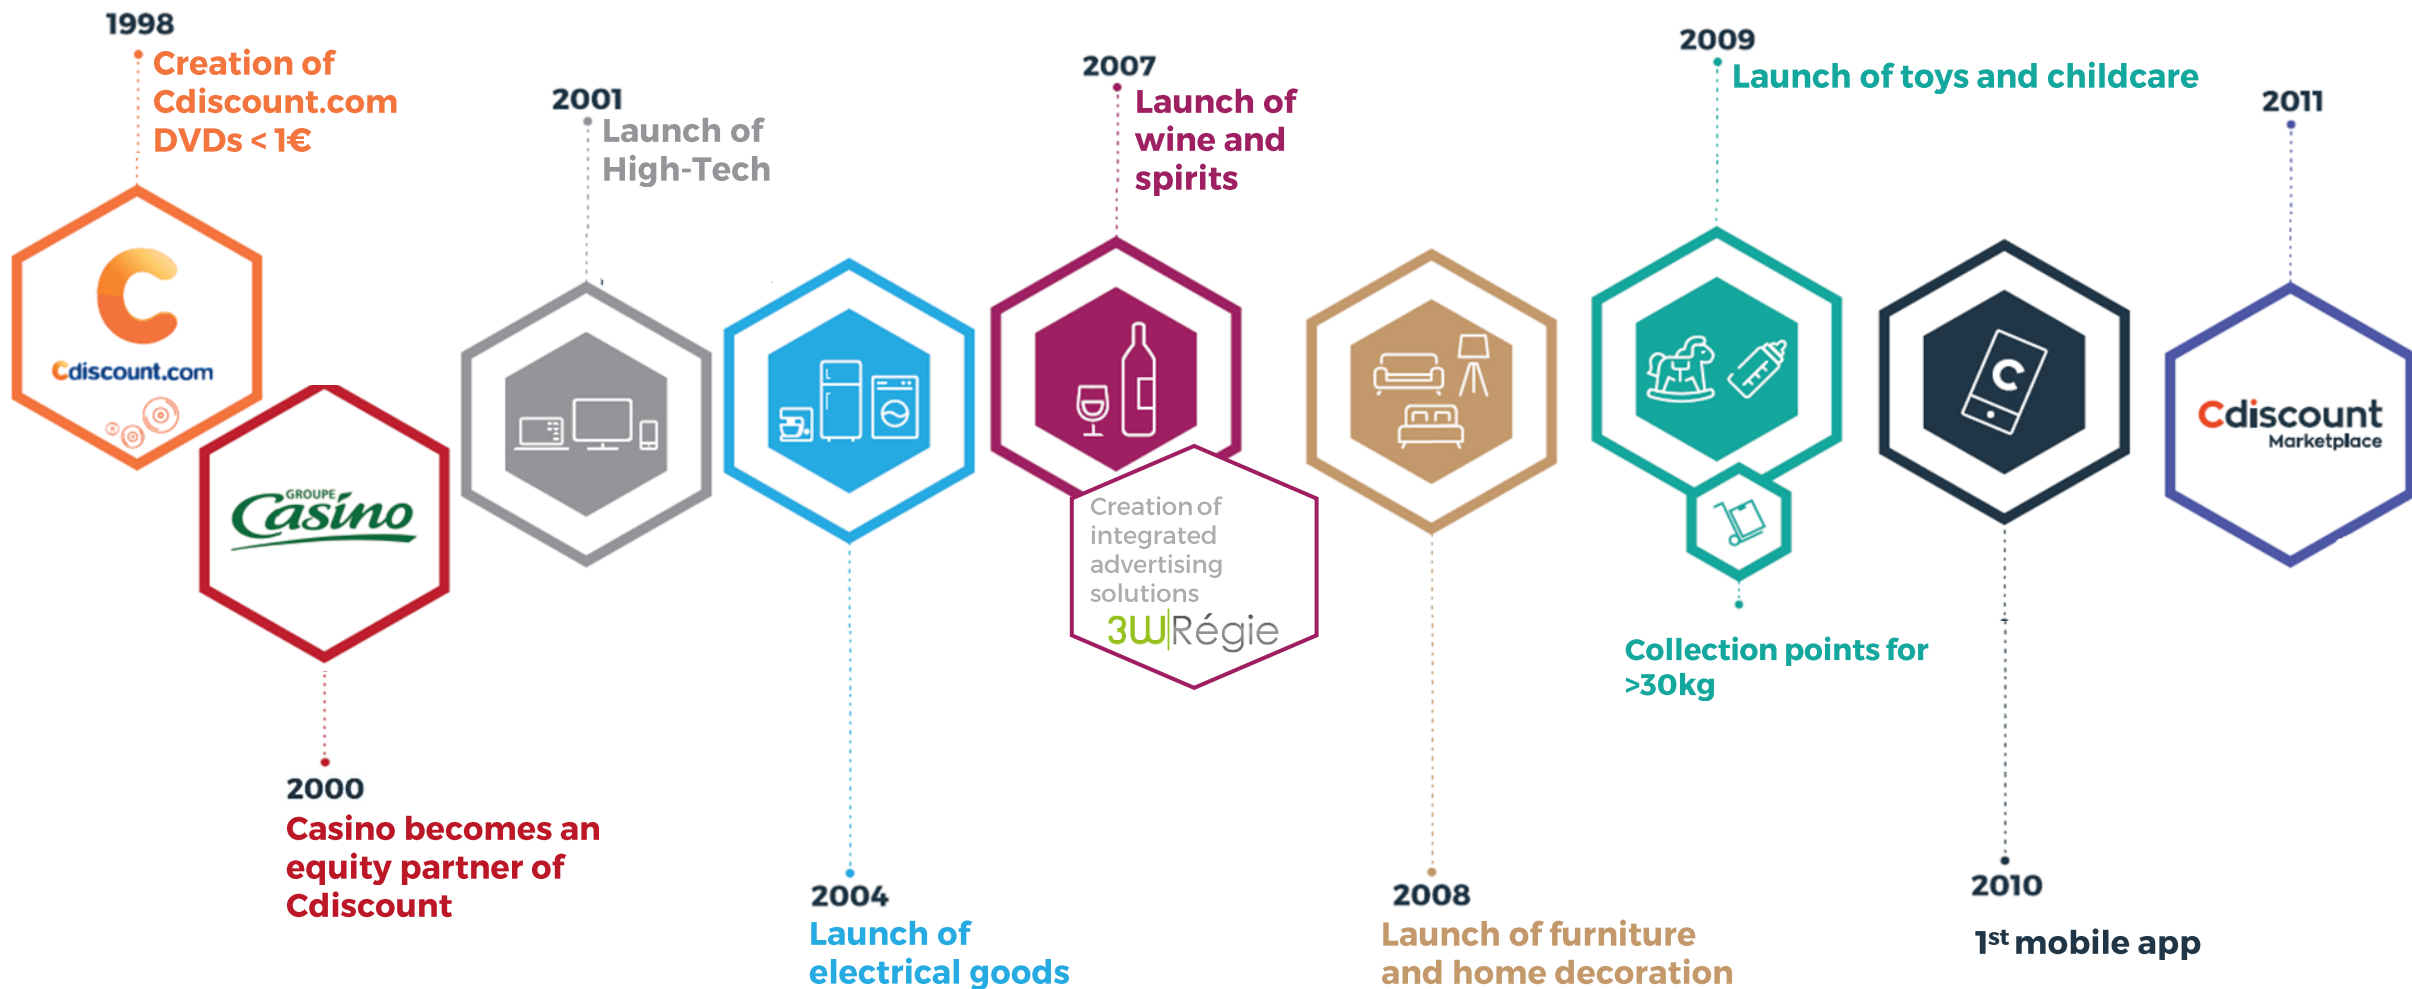 1998
Creation of
Cdiscount.com
DVDs < 1€
C
Cdiscount.com
GROUPE
Casino
2000
Casino becomes an
equity partner of
Cdiscount
2001
Launch of
High-Tech
2004
Launch of
electrical goods
2007
Launch of
wine and
spirits
Creation of
integrated
advertising
solutions
3W|Régie
2008
Launch of furniture
and home decoration
2009
Launch of toys and childcare
Collection points for
>30kg
C
2010
1st mobile app
2011
Cdiscount
Marketplace